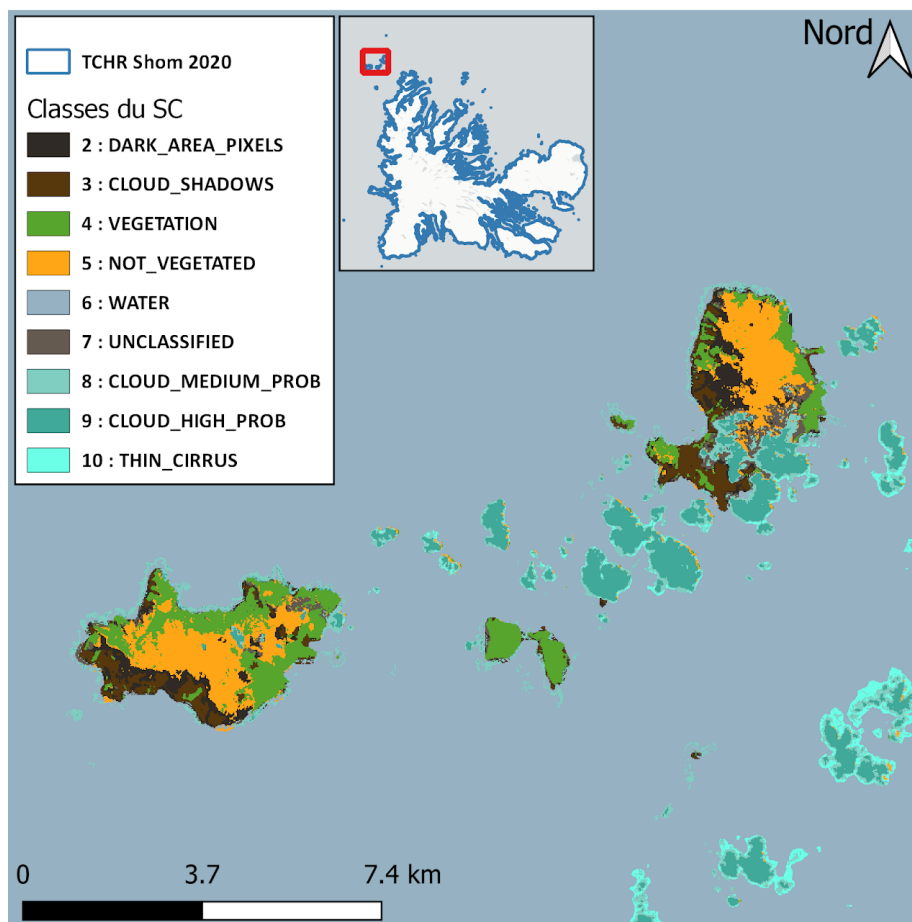 TCHR Shom 2020
Classes du SC
2 : DARK_AREA_PIXELS
3 : CLOUD_SHADOWS
4 : VEGETATION
5 : NOT_VEGETATED
6 : WATER
7 : UNCLASSIFIED
8 : CLOUD_MEDIUM_PROB
9 : CLOUD_HIGH_PROB
10 : THIN_CIRRUS
Nord
0 3.7 7.4 km